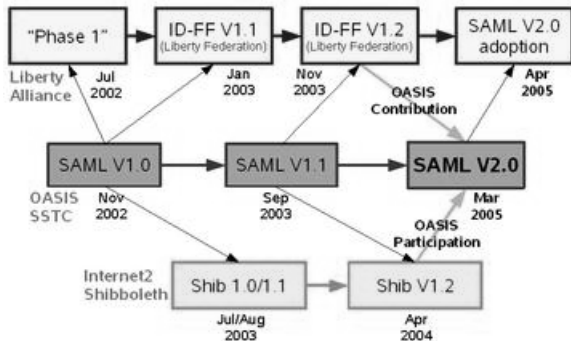 "Phase 1"
ID-FF V1.1
(Liberty Federation)
ID-FF V1.2
(Liberty Federation)
SAML V2.0
adoption
Liberty
Alliance
Jul
2002
Jan
2003
Nov
2003
Apr
2005
OASIS
Contribution
SAML V1.0
SAML V1.1
SAML V2.0
OASIS
SSTC
Nov
2002
Sep
2003
Mar
2005
OASIS
Participation
Internet2
Shibboleth
Shib 1.0/1.1
Shib V1.2
Jul/Aug
2003
Apr
2004